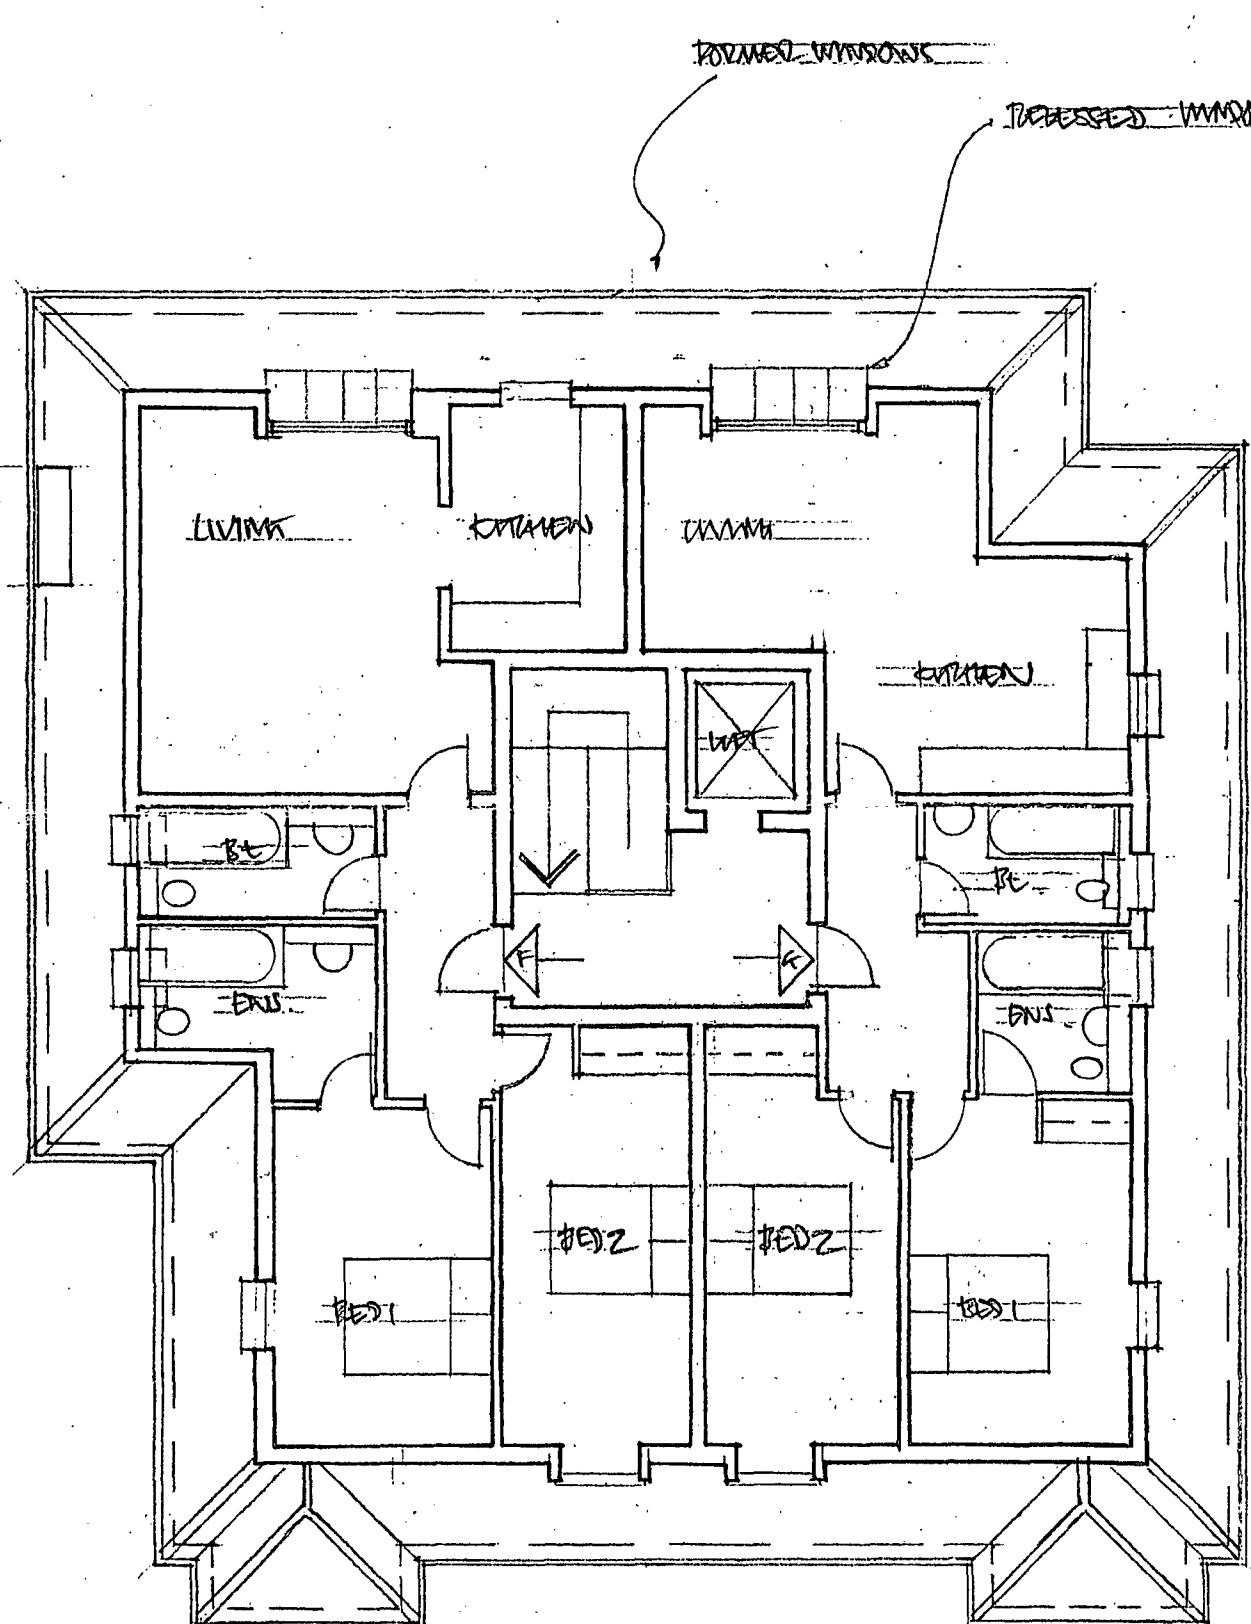 DORMER WINDOWS
RECESSED WINDO
LIVING
KITCHEN
LIVING
KITCHEN
LIFT
Bt
Bt.
F
G
ENS.
ENS.
BED 2
BED 2
BED 1
BED 1